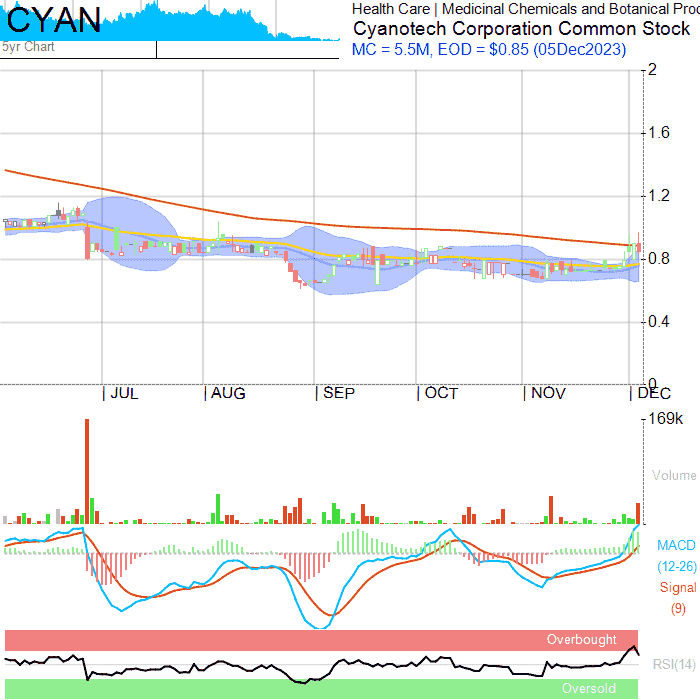 CYAN
5yr Chart
Health Care | Medicinal Chemicals and Botanical Proc
Cyanotech Corporation Common Stock
MC = 5.5M, EOD = $0.85 (05Dec2023)
2
1.6
1.2
0.8
0.4
0
JUL AUG SEP OCT NOV DEC
169k
Volume
MACD
(12-26)
Signal
(9)
Overbought
RSI(14)
Oversold